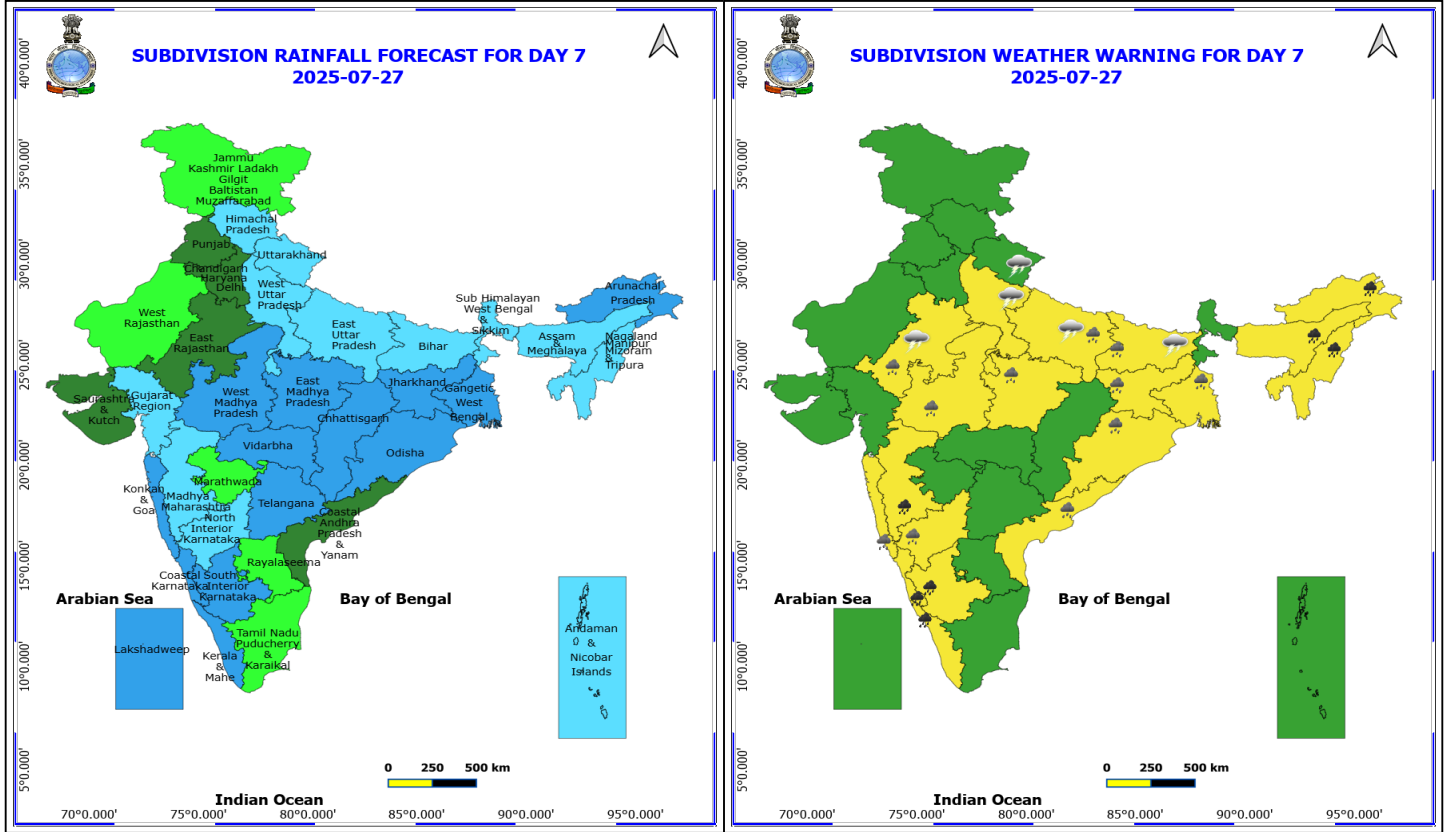 SUBDIVISION RAINFALL FORECAST FOR DAY 7
2025-07-27
40°0.000'
35°0.000'
30°0.000'
25°0.000'
20°0.000'
15°0.000'
10°0.000'
5°0.000'
Jammu
Kashmir Ladakh
Gilgit
Baltistan
Muzaffarabad
Himachal
Pradesh
Punjab
Uttarakhand
Chandigarh
Haryana
Delhi
West
Uttar
Pradesh
West
Rajasthan
East
Rajasthan
East
Uttar
Pradesh
Bihar
Sub Himalayan
West Bengal
&
Sikkim
Arunachal
Pradesh
Assam
&
Meghalaya
Nagaland
Manipur
Mizoram
&
Tripura
Saurashtra
&
Kutch
Gujarat
Region
West
Madhya
Pradesh
East
Madhya
Pradesh
Jharkhand
Gangetic
West
Bengal
Chhattisgarh
Vidarbha
Odisha
Konkan
&
Goa
Madhya
Maharashtra
Marathwada
Telangana
North
Interior
Karnataka
Coastal
Andhra
Pradesh
&
Yanam
Rayalaseema
Coastal
Karnataka
South
Interior
Karnataka
Arabian Sea
Bay of Bengal
Lakshadweep
Kerala
&
Mahe
Tamil Nadu
Puducherry
&
Karaikal
Andaman
&
Nicobar
Islands
0 250 500 km
Indian Ocean
70°0.000' 75°0.000' 80°0.000' 85°0.000' 90°0.000' 95°0.000'
SUBDIVISION WEATHER WARNING FOR DAY 7
2025-07-27
40°0.000'
35°0.000'
30°0.000'
25°0.000'
20°0.000'
15°0.000'
10°0.000'
5°0.000'
Arabian Sea
Bay of Bengal
0 250 500 km
Indian Ocean
70°0.000' 75°0.000' 80°0.000' 85°0.000' 90°0.000' 95°0.000'